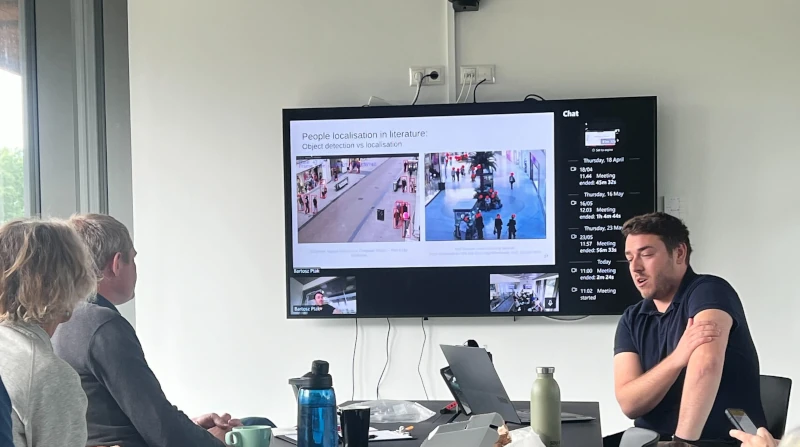 People localisation in literature:
Object detection vs localisation
Bartosz Ptak
Bartosz Ptak
Chat
Thursday, 18 April
18/04
11:44 Meeting
ended: 45m 32s
Thursday, 16 May
16/05
12:03 Meeting
ended: 1h 4m 44s
Thursday, 23 May
23/05
11:57 Meeting
ended: 56m 33s
Today
11:00 Meeting
ended: 2m 24s
11:02 Meeting
started